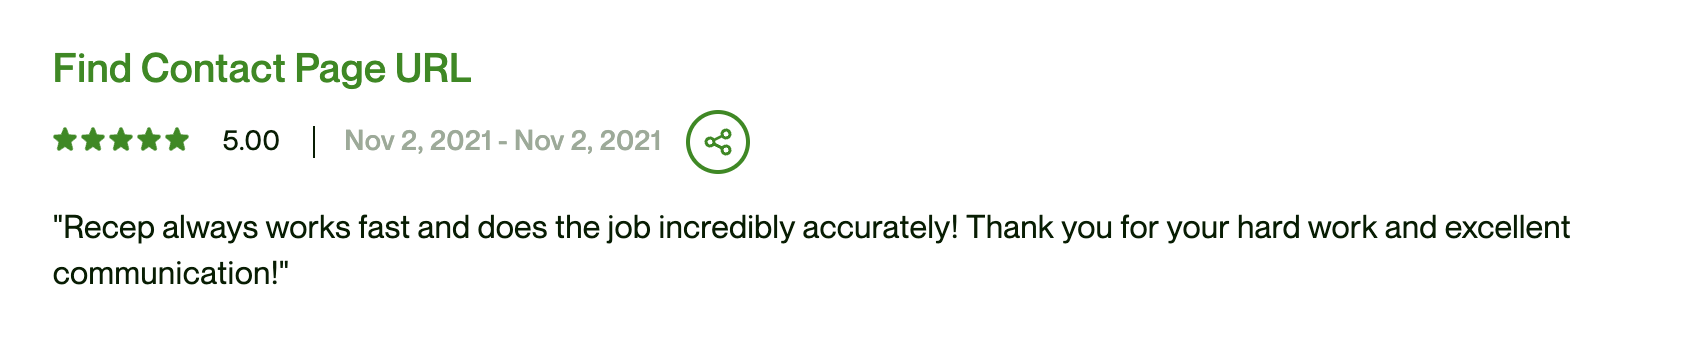 Find Contact Page URL
5.00 | Nov 2, 2021 - Nov 2, 2021
"Recep always works fast and does the job incredibly accurately! Thank you for your hard work and excellent
communication!"